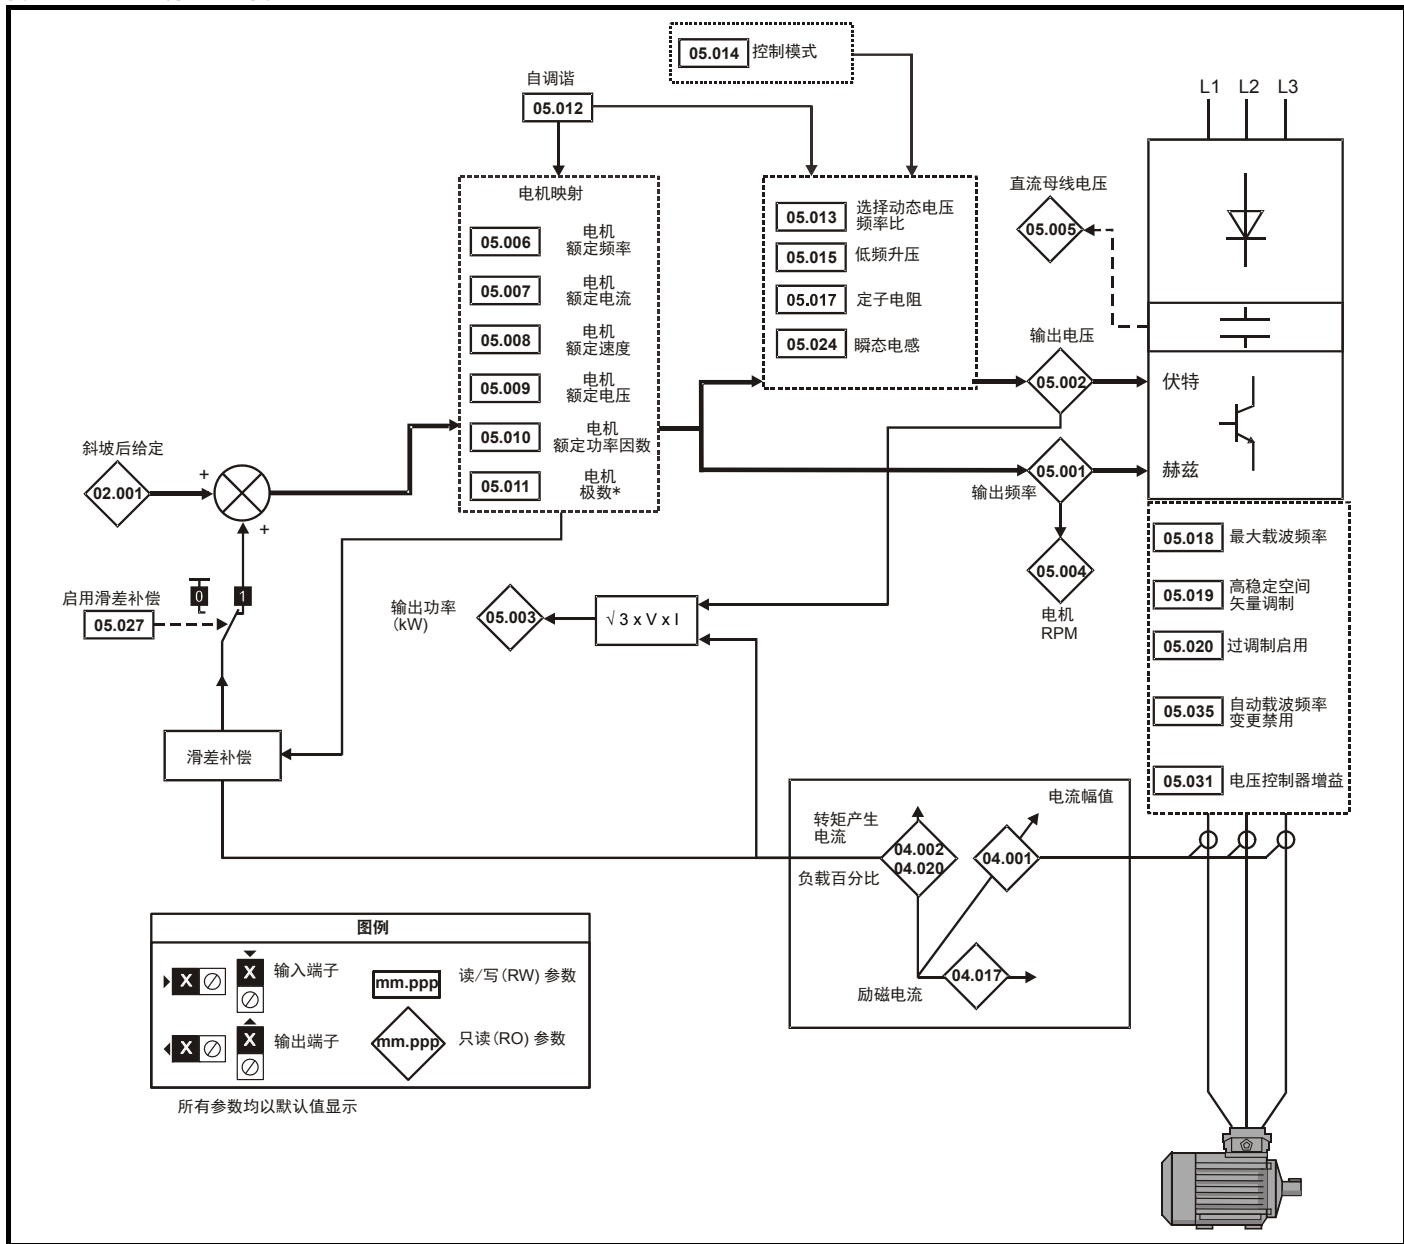 05.014 控制模式
自调谐
05.012
L1 L2 L3
电机映射
05.006 电机
额定频率
05.007 电机
额定电流
05.008 电机
额定速度
05.009 电机
额定电压
05.010 电机
额定功率因数
05.011 电机
极数*
05.013 选择动态电压
频率比
05.015 低频升压
05.017 定子电阻
05.024 瞬态电感
直流母线电压
05.005
输出电压
05.002
伏特
05.001
输出频率
赫兹
05.004
电机
RPM
斜坡后给定
02.001
+
+
0 1
启用滑差补偿
05.027
输出功率
(kW)
05.003
√ 3 x V x I
滑差补偿
05.018 最大载波频率
05.019 高稳定空间
矢量调制
05.020 过调制启用
05.035 自动载波频率
变更禁用
05.031 电压控制器增益
转矩产生
电流
电流幅值
04.002
04.020
04.001
负载百分比
04.017
励磁电流
图例
X X 输入端子
mm.ppp 读/写(RW) 参数
X X 输出端子
mm.ppp 只读(RO) 参数
所有参数均以默认值显示